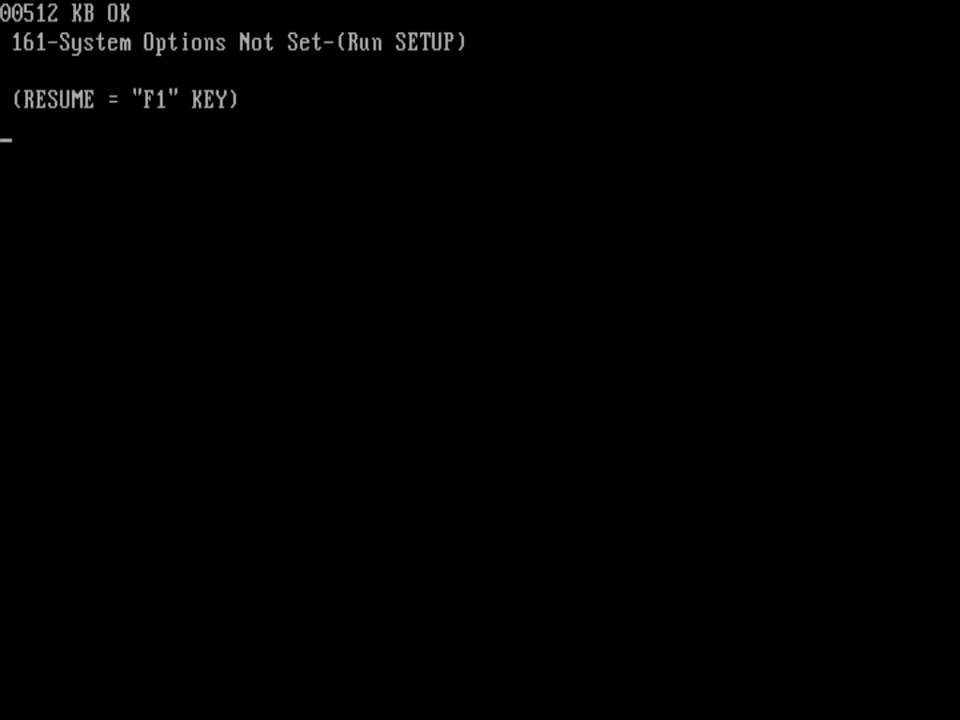 00512 KB OK
161-System Options Not Set-(Run SETUP)
(RESUME = "F1" KEY)